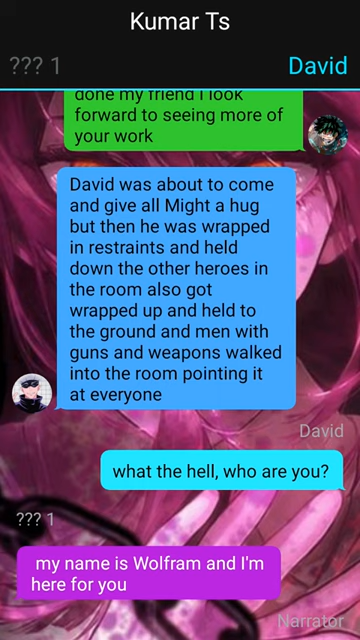 Kumar Ts
??? 1
David
done my friend I look
forward to seeing more of
your work
David was about to come
and give all Might a hug
but then he was wrapped
in restraints and held
down the other heroes in
the room also got
wrapped up and held to
the ground and men with
guns and weapons walked
into the room pointing it
at everyone
David
what the hell, who are you?
??? 1
my name is Wolfram and I'm
here for you
Narrator